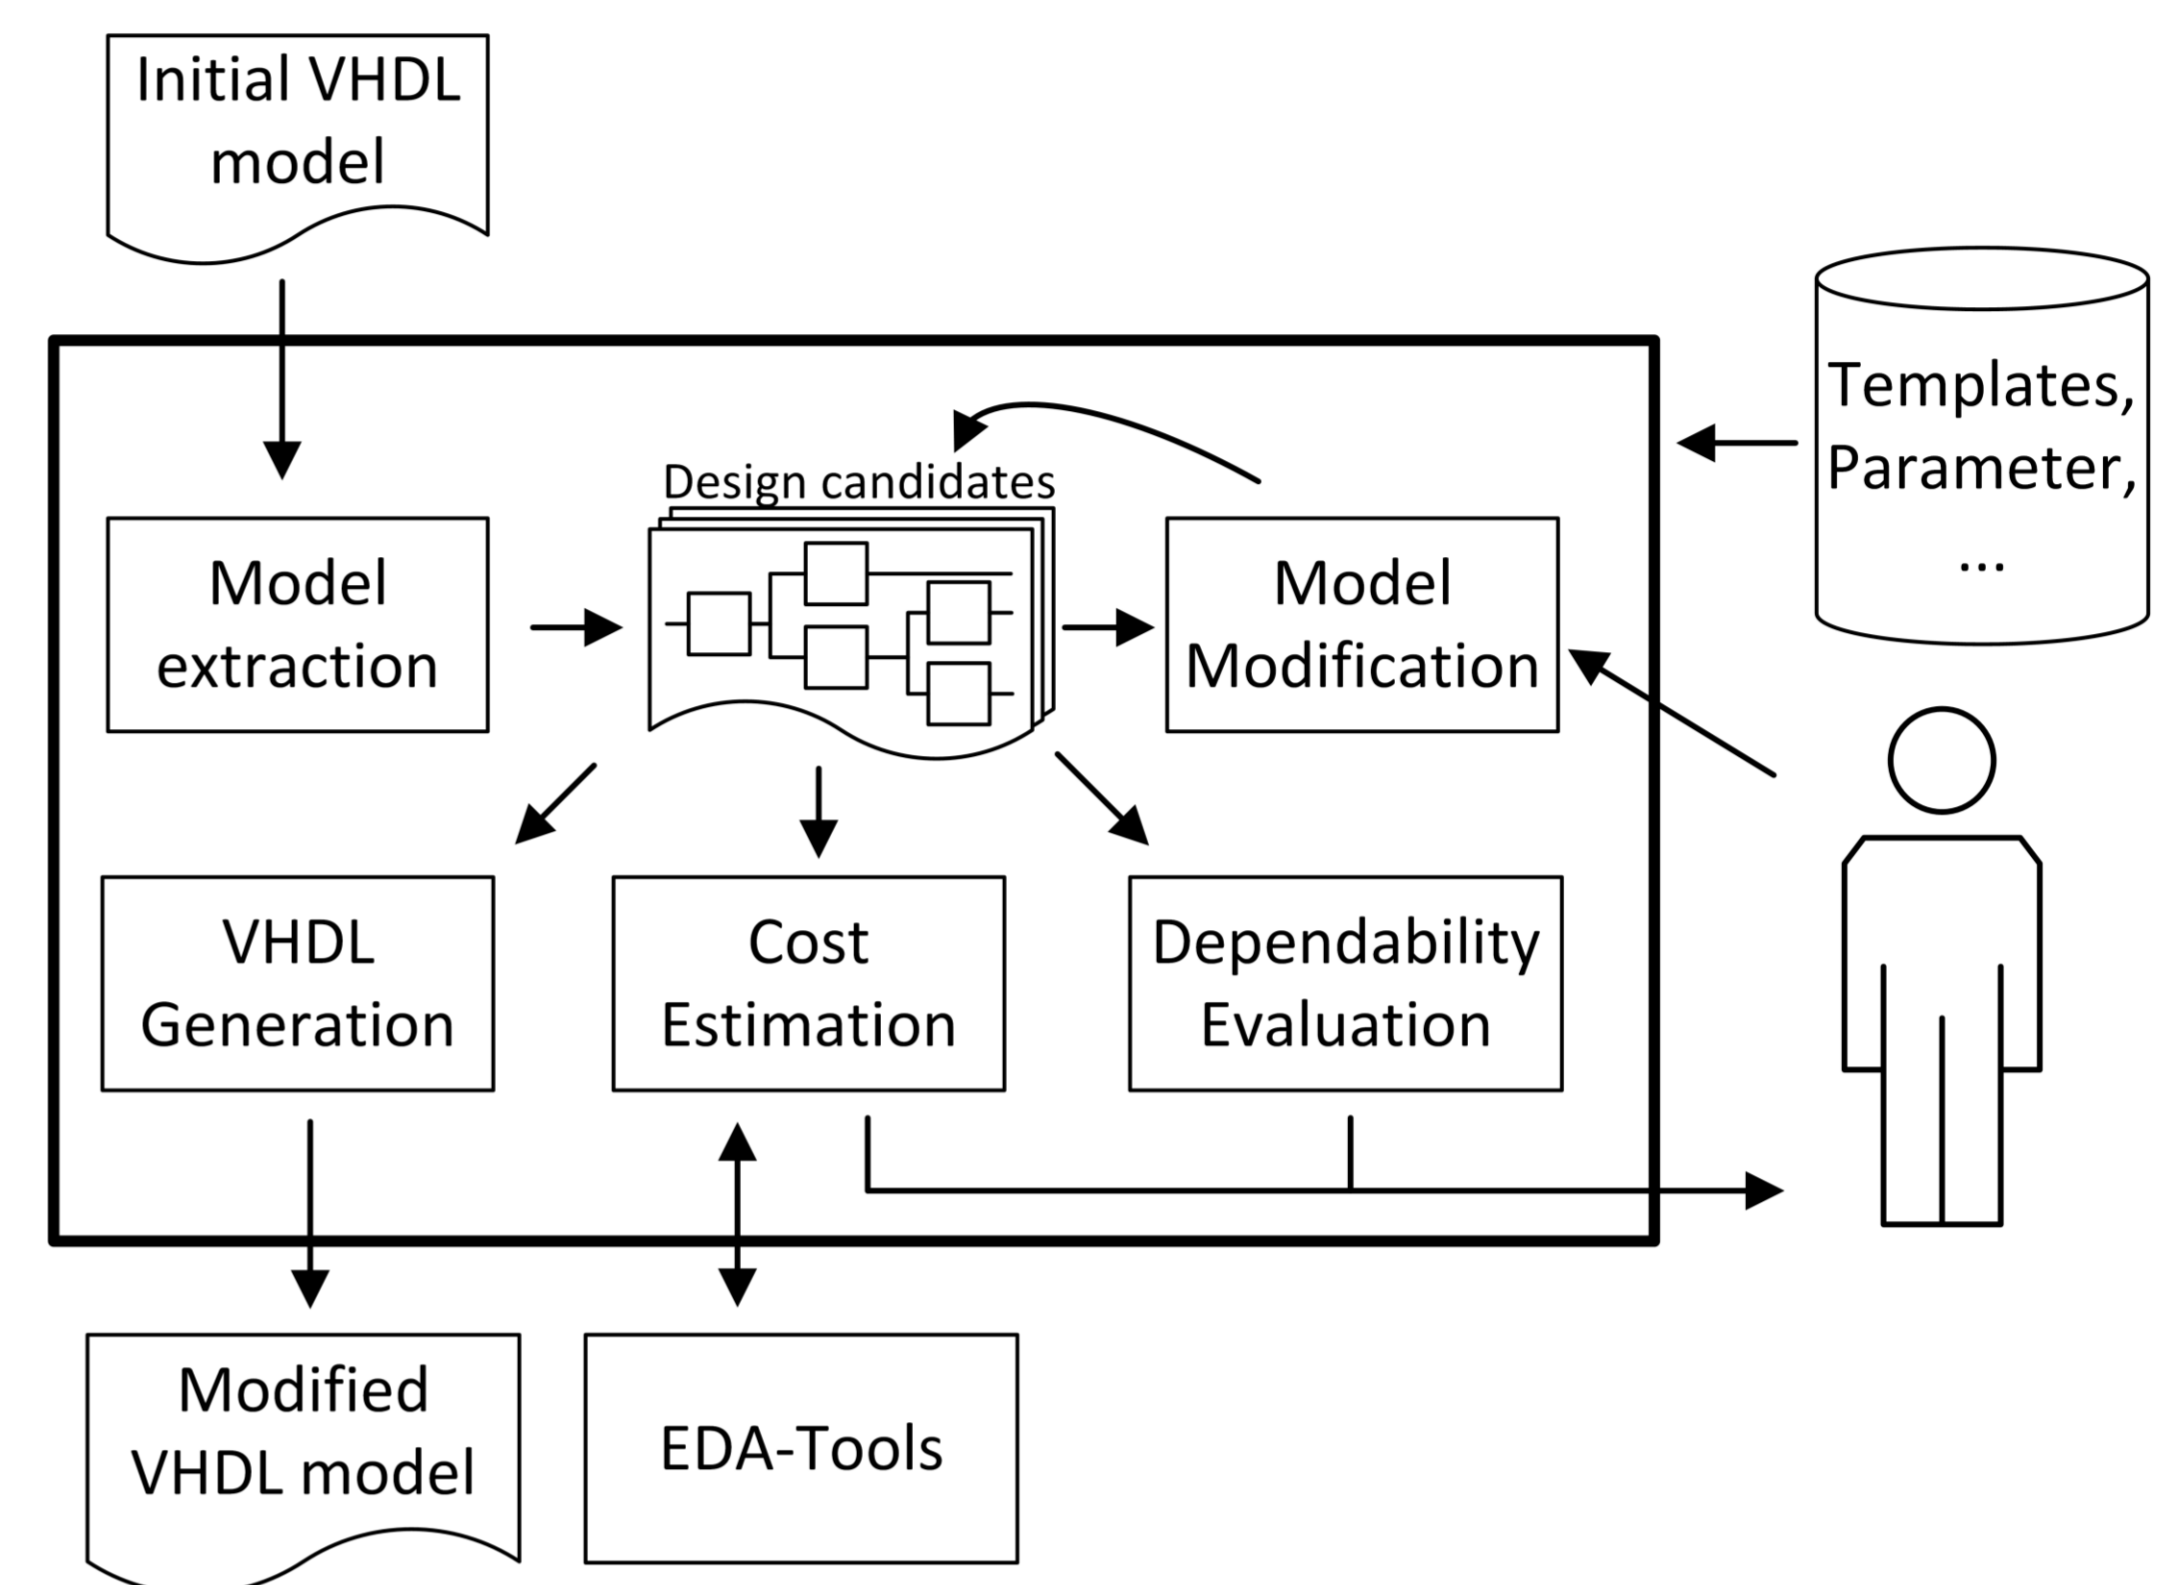 Initial VHDL
model
Templates,
Parameter,
...
Design candidates
Model
extraction
Model
Modification
VHDL
Generation
Cost
Estimation
Dependability
Evaluation
Modified
VHDL model
EDA-Tools